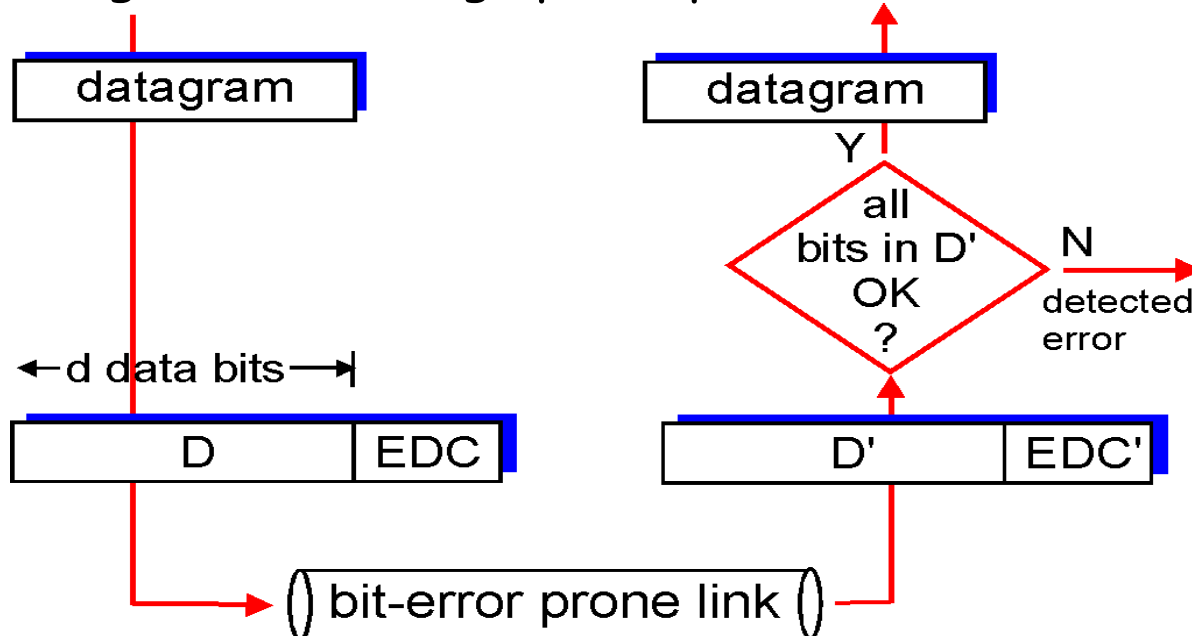 datagram
datagram
Y
all
bits in D'
OK
?
N
detected
error
d data bits
D
EDC
D'
EDC'
bit-error prone link